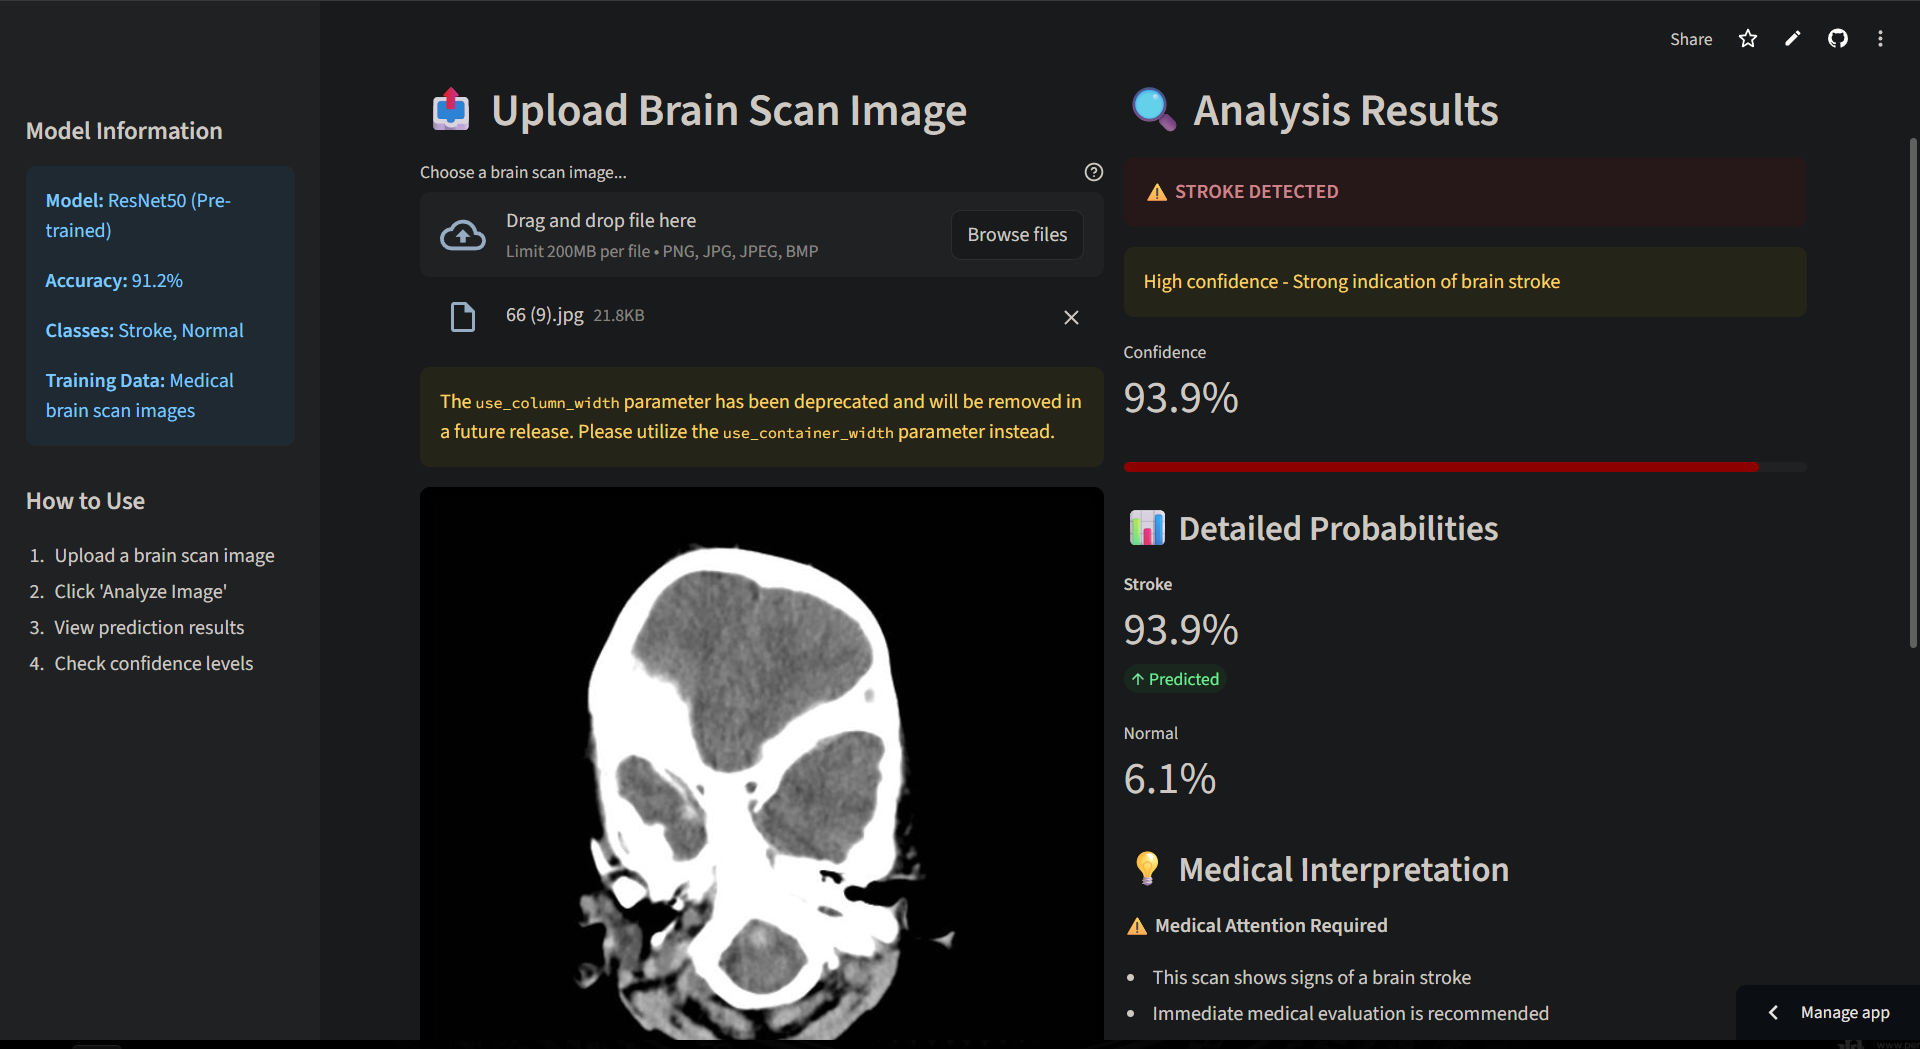 Share
Model Information
Model: ResNet50 (Pre-
trained)
Accuracy: 91.2%
Classes: Stroke, Normal
Training Data: Medical
brain scan images
How to Use
1. Upload a brain scan image
2. Click 'Analyze Image'
3. View prediction results
4. Check confidence levels
Upload Brain Scan Image
Choose a brain scan image...
Drag and drop file here
Limit 200MB per file • PNG, JPG, JPEG, BMP
Browse files
66 (9).jpg 21.8KB
The use_column_width parameter has been deprecated and will be removed in
a future release. Please utilize the use_container_width parameter instead.
Analysis Results
STROKE DETECTED
High confidence - Strong indication of brain stroke
Confidence
93.9%
Detailed Probabilities
Stroke
93.9%
↑ Predicted
Normal
6.1%
Medical Interpretation
Medical Attention Required
• This scan shows signs of a brain stroke
• Immediate medical evaluation is recommended
Manage app